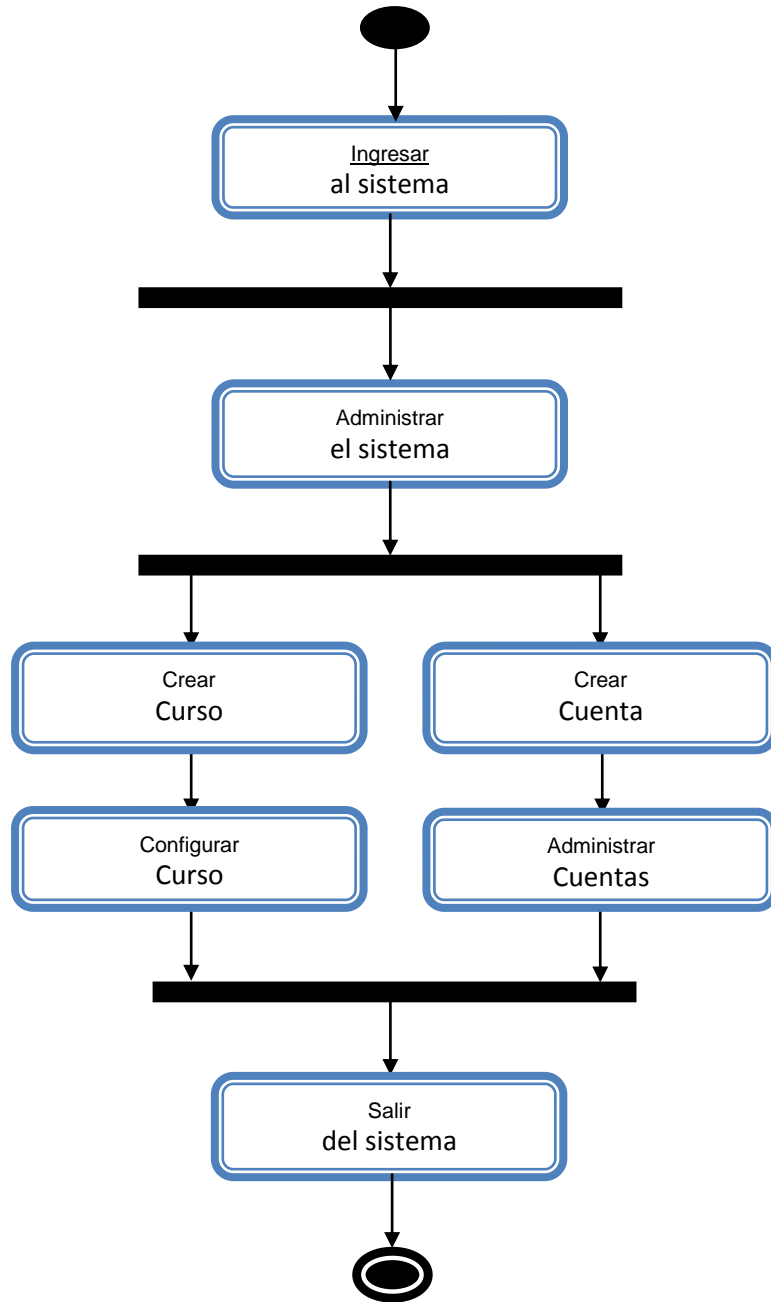 Ingresar
al sistema
Administrar
el sistema
Crear
Curso
Crear
Cuenta
Configurar
Curso
Administrar
Cuentas
Salir
del sistema